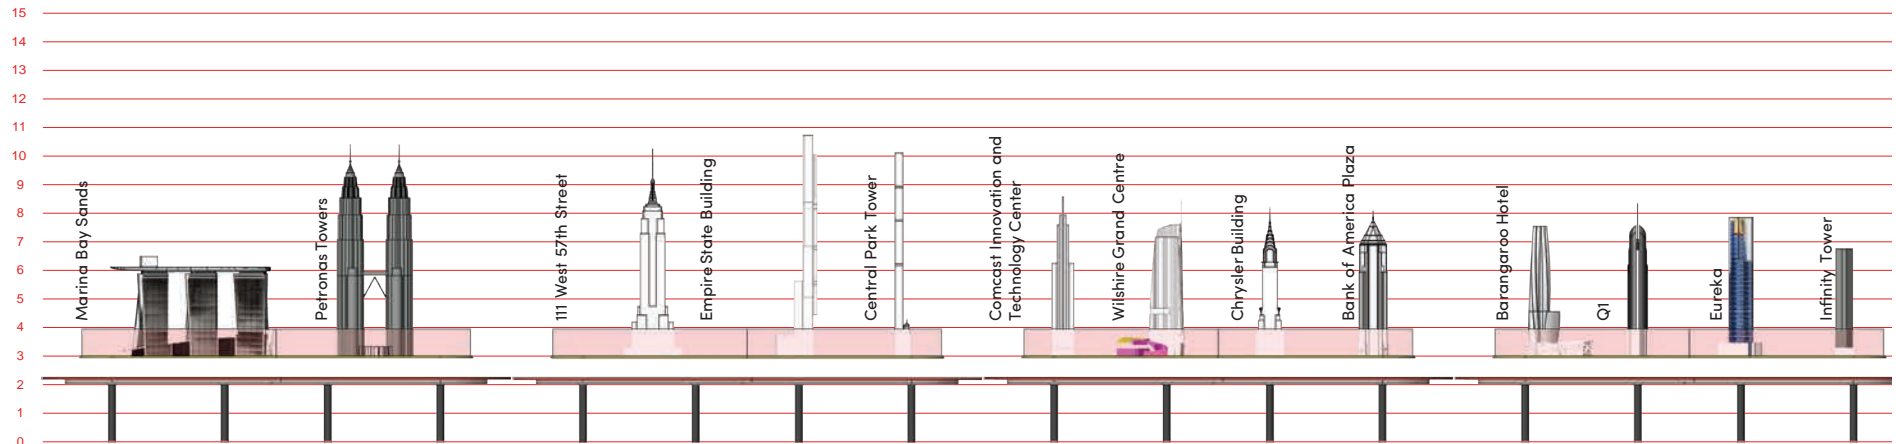 15
14
13
12
11
10
9
8
7
6
5
4
3
2
1
0
Marina Bay Sands
Petronas Towers
111 West 57th Street
Empire State Building
Central Park Tower
Comcast Innovation and
Technology Center
Wilshire Grand Centre
Chrysler Building
Bank of America Plaza
Barangaroo Hotel
Q1
Eureka
Infinity Tower